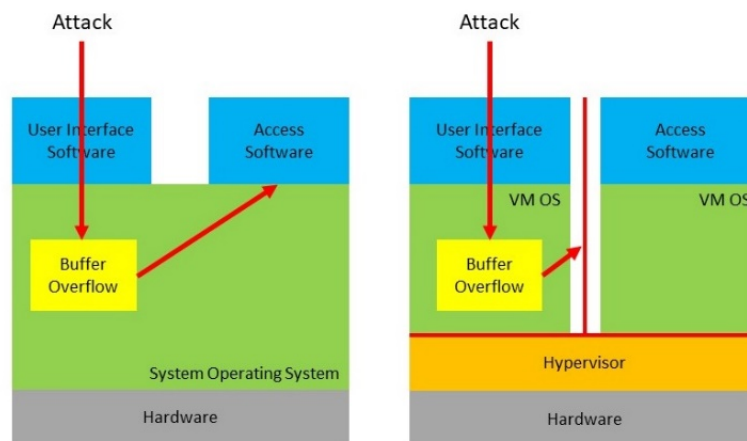 Attack
User Interface
Software
Access
Software
Buffer
Overflow
System Operating System
Hardware
Attack
User Interface
Software
Access
Software
VM OS
VM OS
Buffer
Overflow
Hypervisor
Hardware